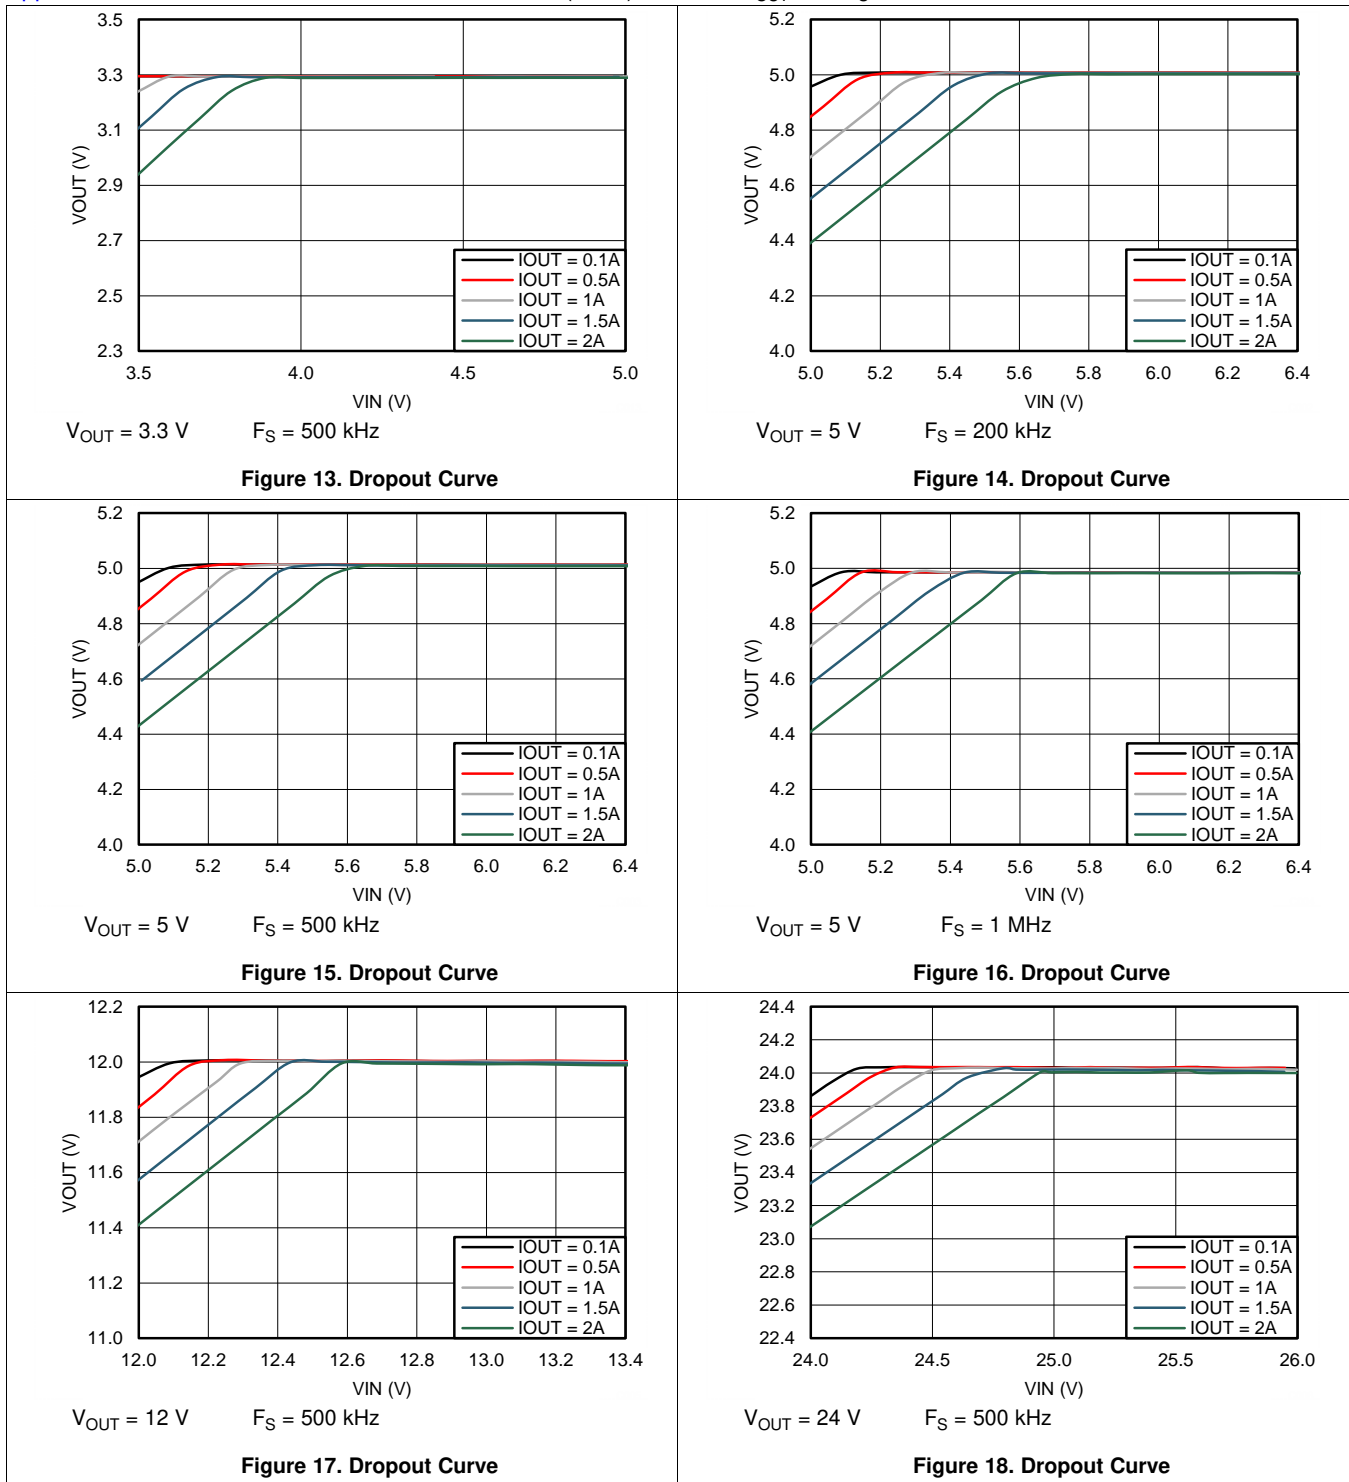 3.5
3.3
3.1
2.9
2.7
2.5
2.3
VOUT (V)
IOUT = 0.1A
IOUT = 0.5A
IOUT = 1A
IOUT = 1.5A
IOUT = 2A
3.5 4.0 4.5 5.0
VIN (V)
VOUT = 3.3 V FS = 500 kHz
Figure 13. Dropout Curve
5.2
5.0
4.8
4.6
4.4
4.2
4.0
VOUT (V)
IOUT = 0.1A
IOUT = 0.5A
IOUT = 1A
IOUT = 1.5A
IOUT = 2A
5.0 5.2 5.4 5.6 5.8 6.0 6.2 6.4
VIN (V)
VOUT = 5 V FS = 200 kHz
Figure 14. Dropout Curve
5.2
5.0
4.8
4.6
4.4
4.2
4.0
VOUT (V)
IOUT = 0.1A
IOUT = 0.5A
IOUT = 1A
IOUT = 1.5A
IOUT = 2A
5.0 5.2 5.4 5.6 5.8 6.0 6.2 6.4
VIN (V)
VOUT = 5 V FS = 500 kHz
Figure 15. Dropout Curve
5.2
5.0
4.8
4.6
4.4
4.2
4.0
VOUT (V)
IOUT = 0.1A
IOUT = 0.5A
IOUT = 1A
IOUT = 1.5A
IOUT = 2A
5.0 5.2 5.4 5.6 5.8 6.0 6.2 6.4
VIN (V)
VOUT = 5 V FS = 1 MHz
Figure 16. Dropout Curve
12.2
12.0
11.8
11.6
11.4
11.2
11.0
VOUT (V)
IOUT = 0.1A
IOUT = 0.5A
IOUT = 1A
IOUT = 1.5A
IOUT = 2A
12.0 12.2 12.4 12.6 12.8 13.0 13.2 13.4
VIN (V)
VOUT = 12 V FS = 500 kHz
Figure 17. Dropout Curve
24.4
24.2
24.0
23.8
23.6
23.4
23.2
23.0
22.8
22.6
22.4
VOUT (V)
IOUT = 0.1A
IOUT = 0.5A
IOUT = 1A
IOUT = 1.5A
IOUT = 2A
24.0 24.5 25.0 25.5 26.0
VIN (V)
VOUT = 24 V FS = 500 kHz
Figure 18. Dropout Curve